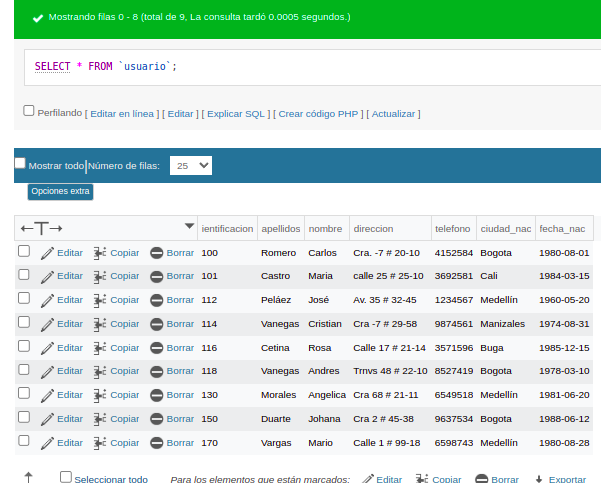 Mostrando filas 0 - 8 (total de 9, La consulta tardó 0.0005 segundos.)
SELECT * FROM `usuario`;
Perfilando [ Editar en línea ] [ Editar ] [ Explicar SQL ] [ Crear código PHP ] [ Actualizar ]
Mostrar todo Número de filas: 25
Opciones extra
←T→ ientificacion apellidos nombre direccion telefono ciudad_nac fecha_nac
Editar Copiar Borrar 100 Romero Carlos Cra. -7 # 20-10 4152584 Bogota 1980-08-01
Editar Copiar Borrar 101 Castro Maria calle 25 # 25-10 3692581 Cali 1984-03-15
Editar Copiar Borrar 112 Peláez José Av. 35 # 32-45 1234567 Medellín 1960-05-20
Editar Copiar Borrar 114 Vanegas Cristian Cra -7 # 29-58 9874561 Manizales 1974-08-31
Editar Copiar Borrar 116 Cetina Rosa Calle 17 # 21-14 3571596 Buga 1985-12-15
Editar Copiar Borrar 118 Vanegas Andres Trnvs 48 # 22-10 8527419 Bogota 1978-03-10
Editar Copiar Borrar 130 Morales Angelica Cra 68 # 21-11 6549518 Medellín 1981-06-20
Editar Copiar Borrar 150 Duarte Johana Cra 2 # 45-38 9637534 Bogota 1988-06-12
Editar Copiar Borrar 170 Vargas Mario Calle 1 # 99-18 6598743 Medellín 1980-08-28
Seleccionar todo Para los elementos que están marcados: Editar Copiar Borrar Exportar